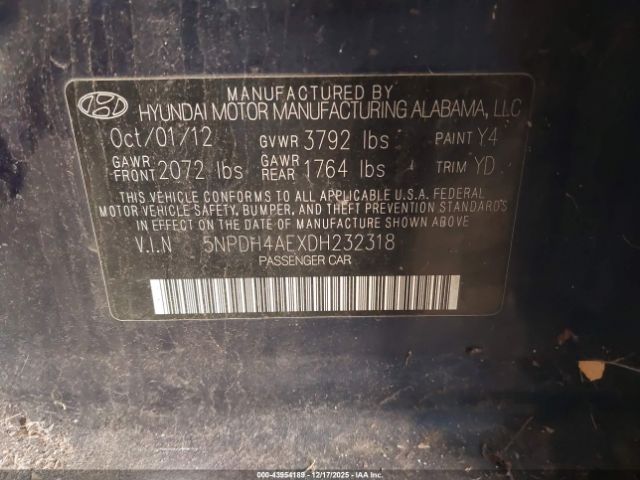 MANUFACTURED BY
HYUNDAI MOTOR MANUFACTURING ALABAMA, LLC
Oct/01/12 GVWR 3792 lbs PAINT Y4
GAWR FRONT 2072 lbs GAWR REAR 1764 lbs TRIM YD
THIS VEHICLE CONFORMS TO ALL APPLICABLE U.S.A. FEDERAL
MOTOR VEHICLE SAFETY, BUMPER, AND THEFT PREVENTION STANDARDS
IN EFFECT ON THE DATE OF MANUFACTURE SHOWN ABOVE.
V.I.N 5NPDH4AEXDH232318
PASSENGER CAR
000-43954189 - 12/17/2025 - IAAI.COM